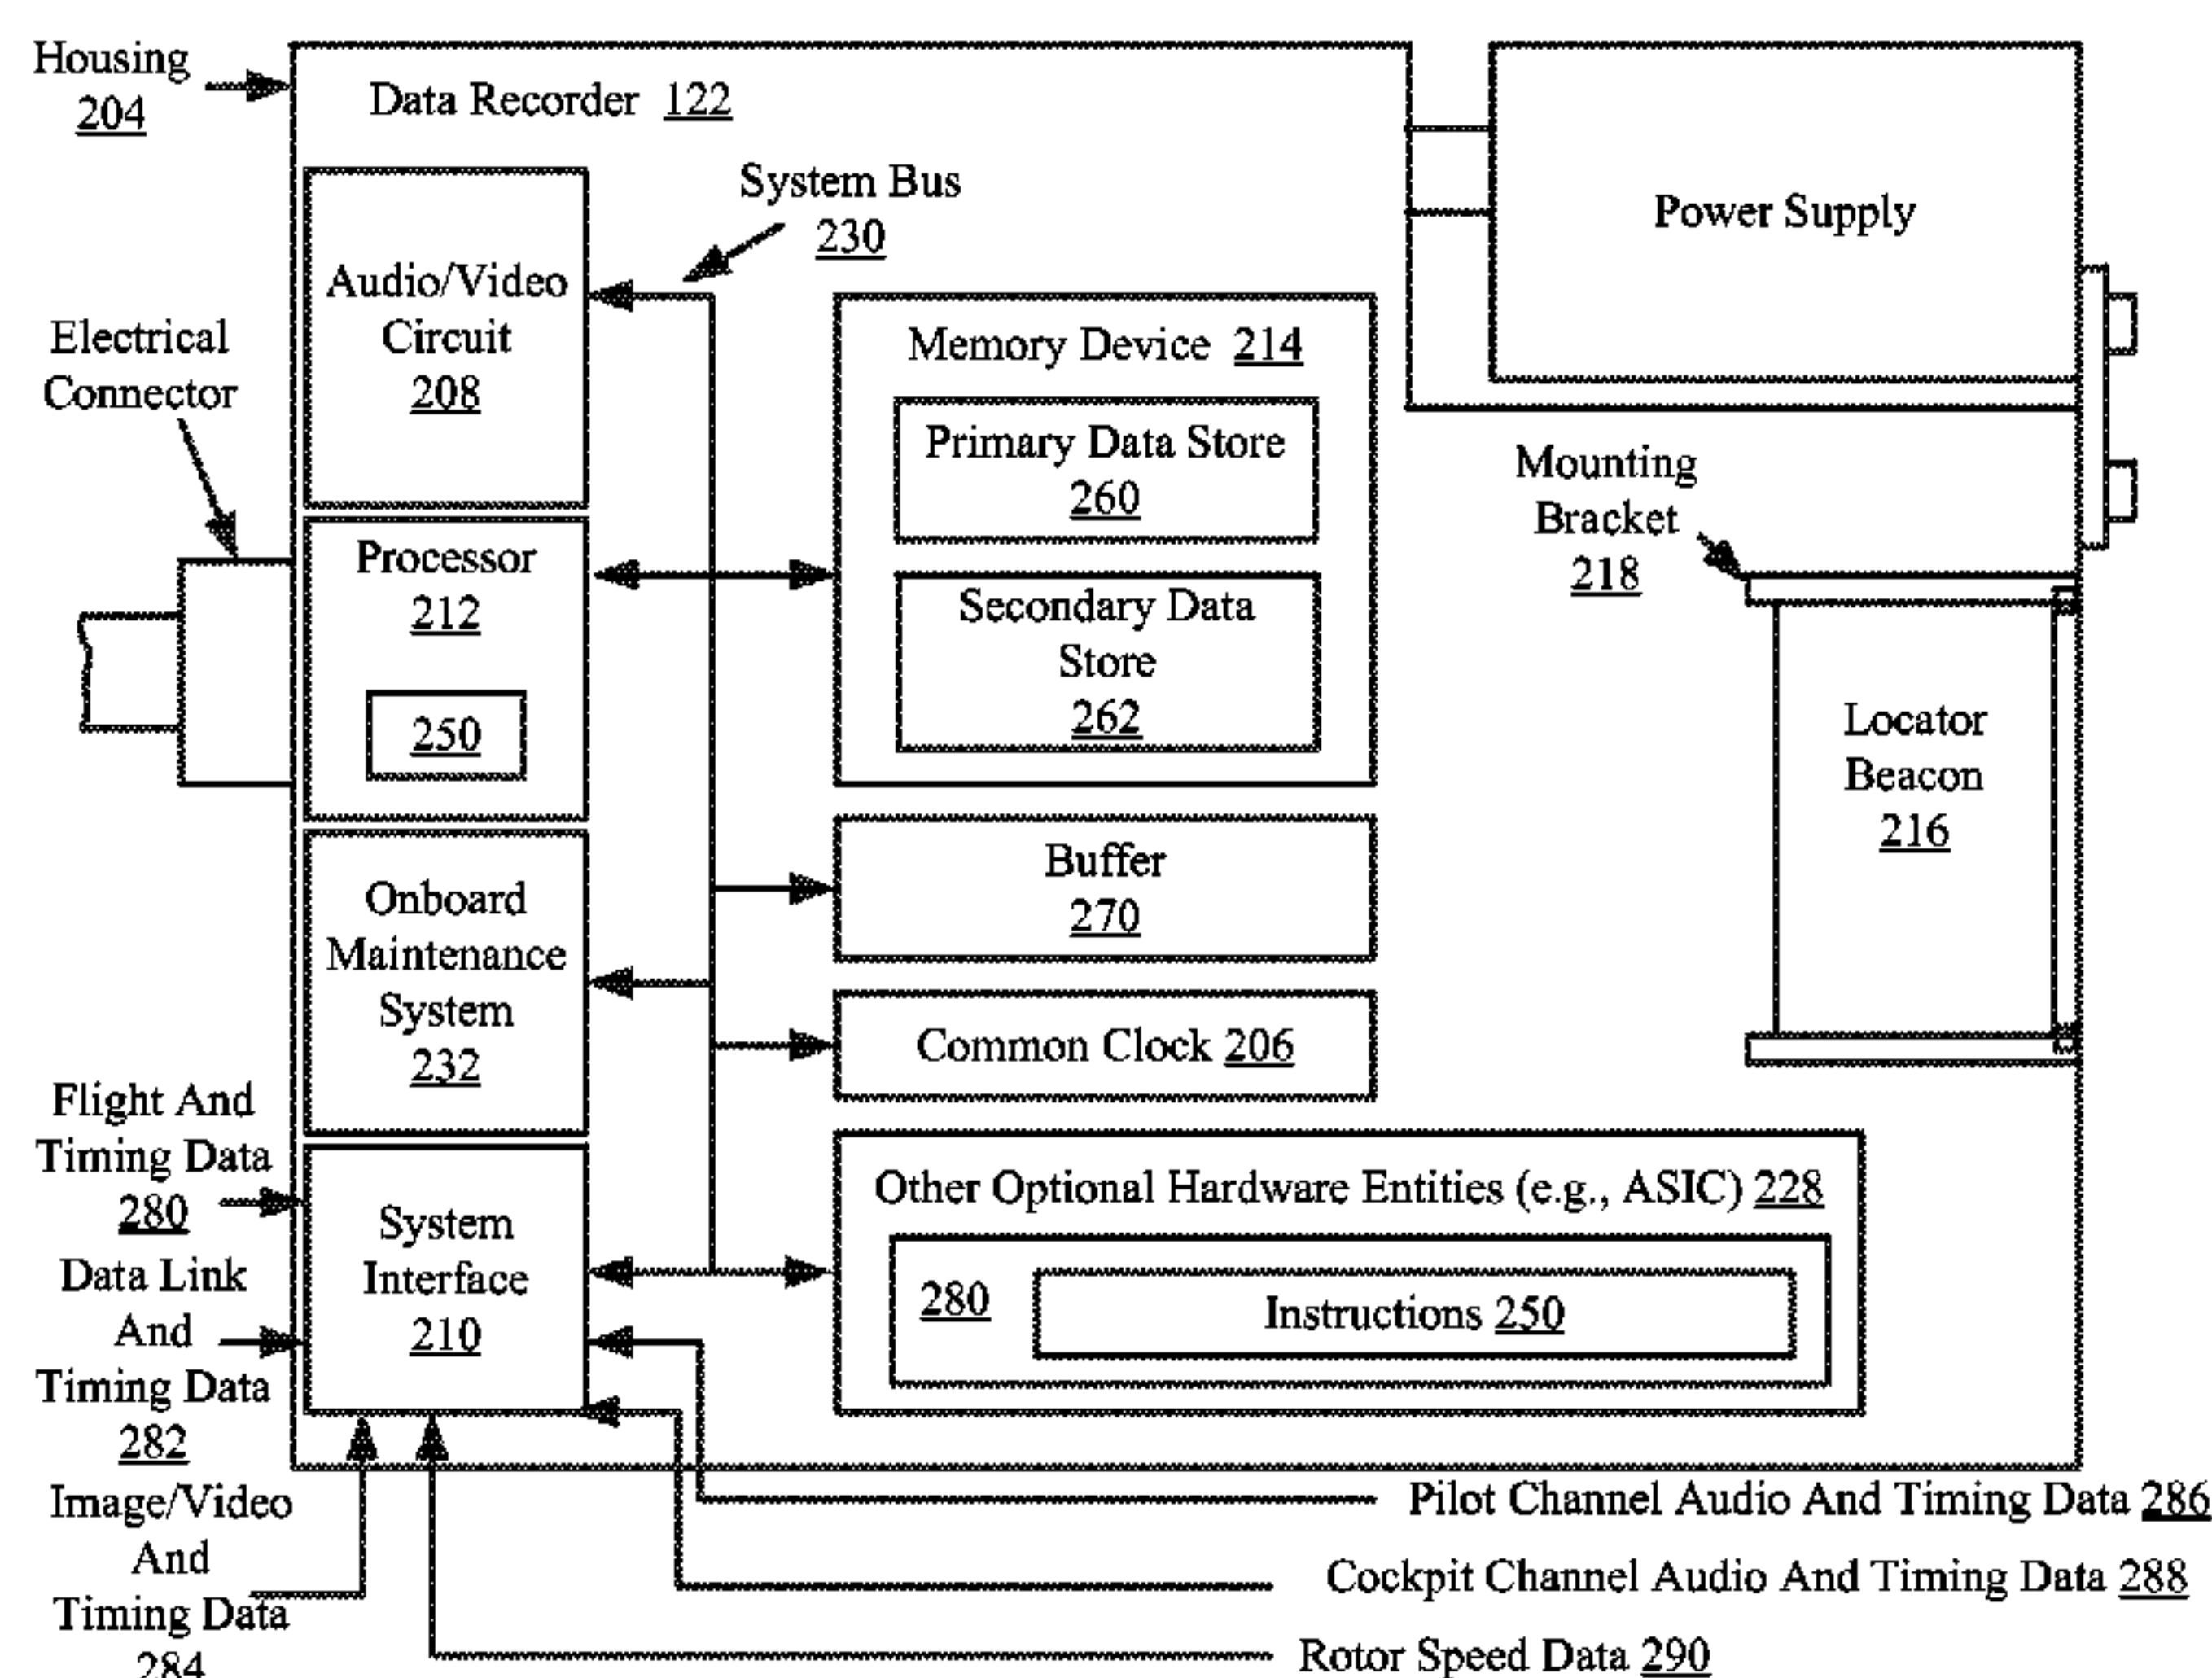 Housing
204
Data Recorder 122
System Bus
230
Power Supply
Audio/Video
Circuit
208
Electrical
Connector
Memory Device 214
Primary Data Store
260
Secondary Data
Store
262
Mounting
Bracket
218
Processor
212
250
Locator
Beacon
216
Buffer
270
Onboard
Maintenance
System
232
Common Clock 206
Flight And
Timing Data
280
Data Link
And
Timing Data
282
System
Interface
210
Other Optional Hardware Entities (e.g., ASIC) 228
280
Instructions 250
Image/Video
And
Timing Data
284
Pilot Channel Audio And Timing Data 286
Cockpit Channel Audio And Timing Data 288
Rotor Speed Data 290